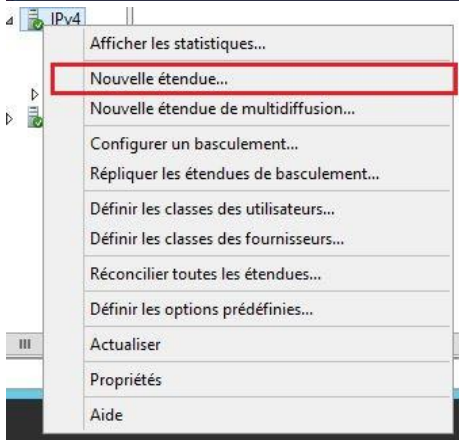 IPv4
Afficher les statistiques...
Nouvelle étendue...
Nouvelle étendue de multidiffusion...
Configurer un basculement...
Répliquer les étendues de basculement...
Définir les classes des utilisateurs...
Définir les classes des fournisseurs...
Réconcilier toutes les étendues...
Définir les options prédéfinies...
Actualiser
Propriétés
Aide